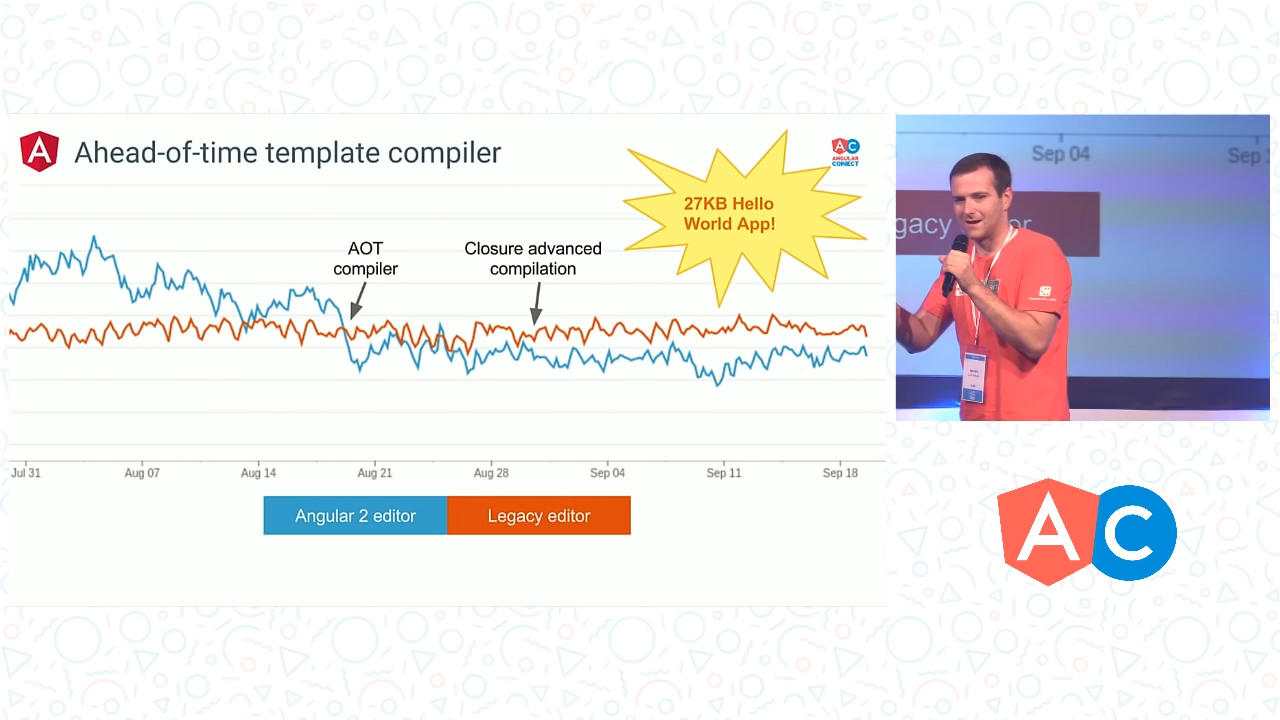 Ahead-of-time template compiler
ANGULAR
CONNECT
27KB Hello
World App!
AOT
compiler
Closure advanced
compilation
Jul 31
Aug 07
Aug 14
Aug 21
Aug 28
Sep 04
Sep 11
Sep 18
Angular 2 editor
Legacy editor
Sep 04
Sep
AC